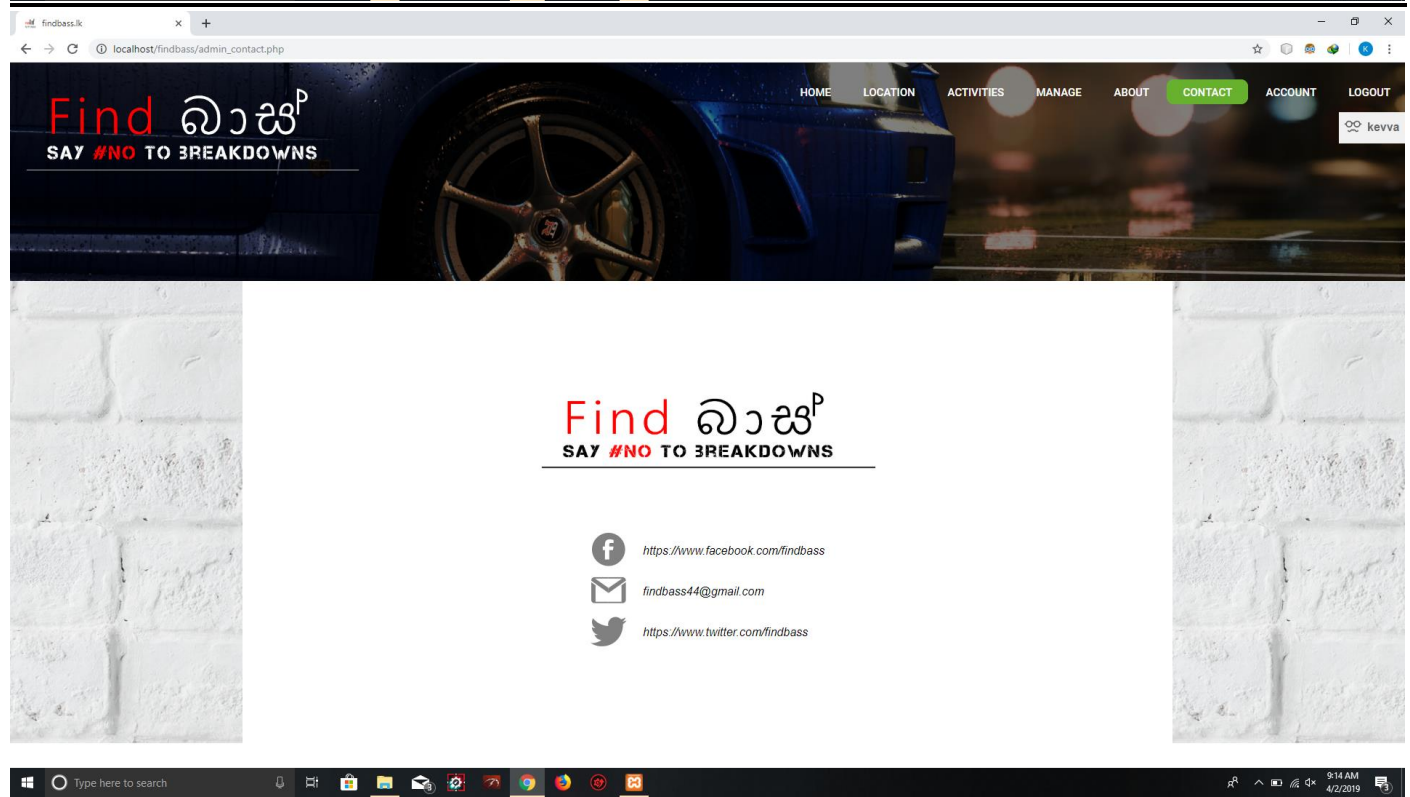 findbass.lk
localhost/findbass/admin_contact.php
K
Find බාස්
SAY #NO TO BREAKDOWNS
HOME LOCATION ACTIVITIES MANAGE ABOUT CONTACT ACCOUNT LOGOUT
kevva
Find බාස්
SAY #NO TO BREAKDOWNS
https://www.facebook.com/findbass
findbass44@gmail.com
https://www.twitter.com/findbass
Type here to search
9:14 AM
4/2/2019